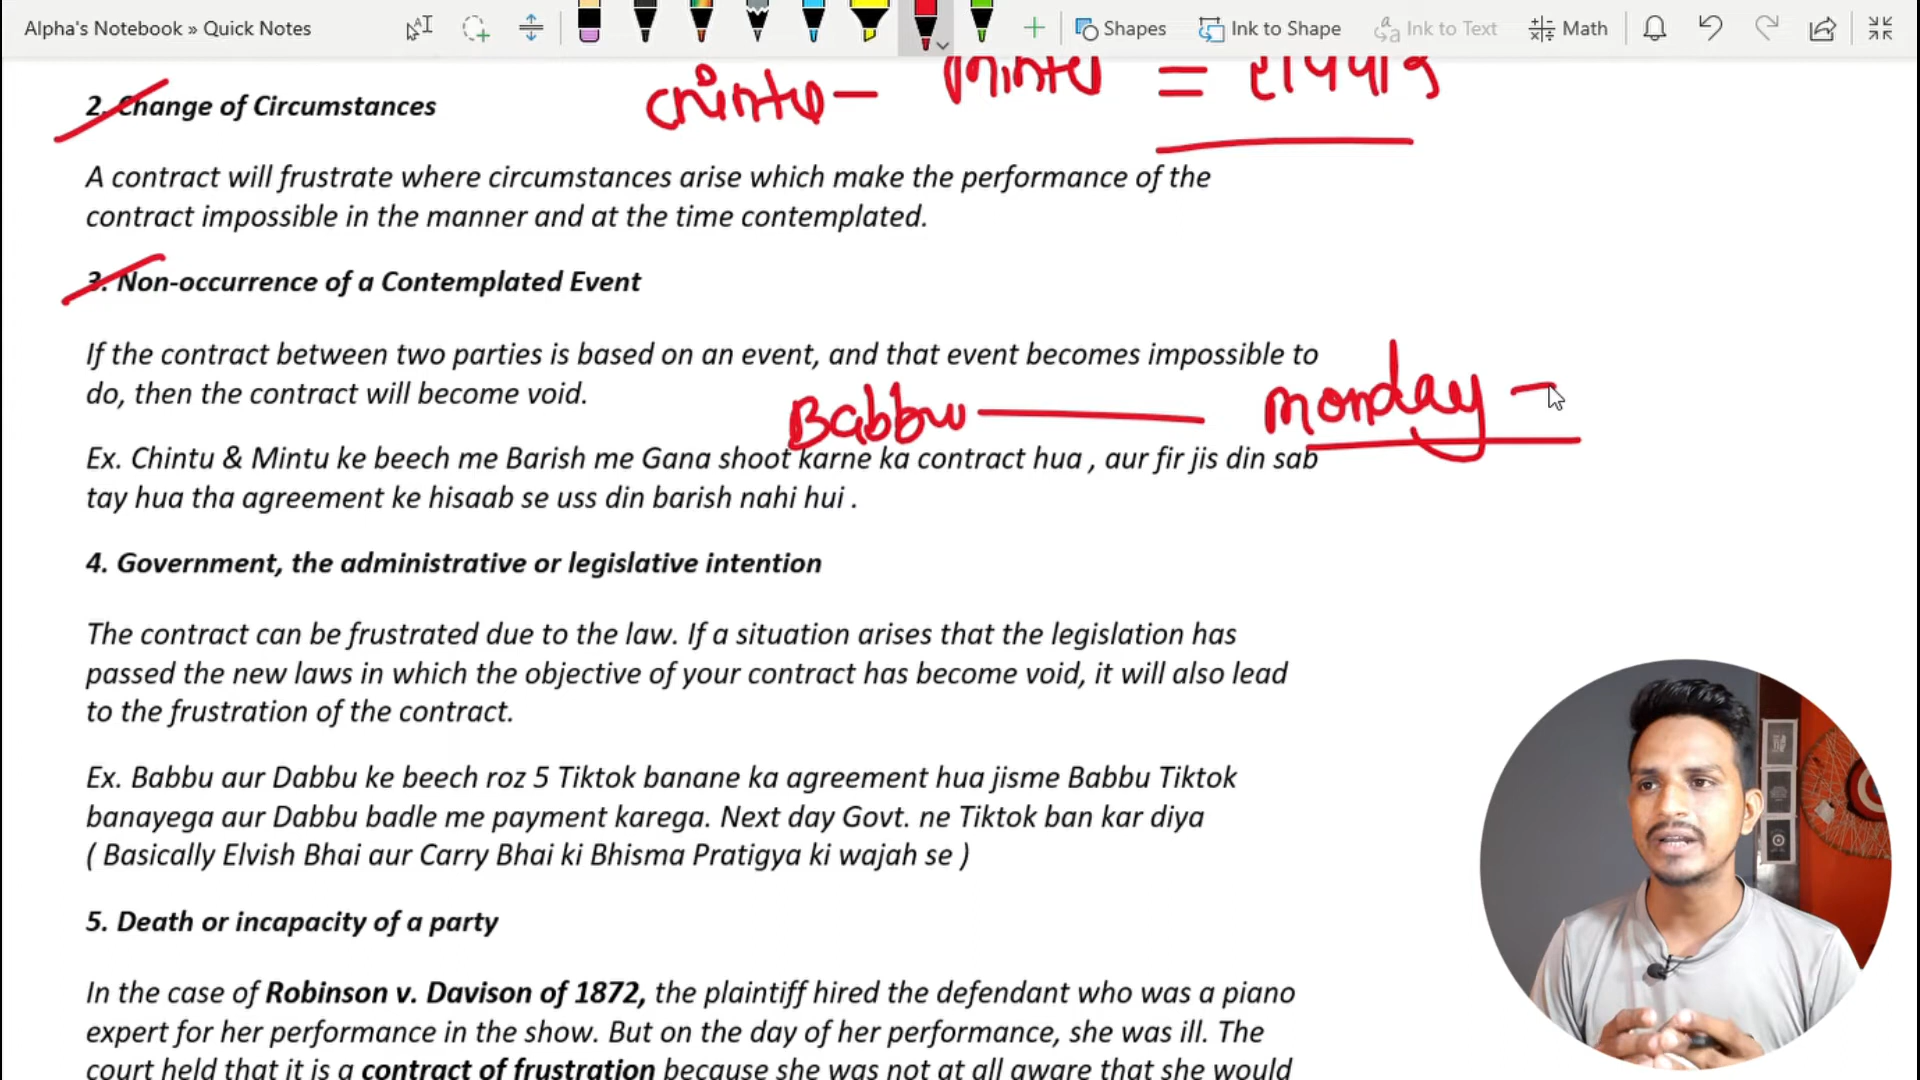 Alpha's Notebook » Quick Notes
Shapes
Ink to Shape
Ink to Text
Math
Chintu — Mintu =
2. Change of Circumstances
A contract will frustrate where circumstances arise which make the performance of the
contract impossible in the manner and at the time contemplated.
3. Non-occurrence of a Contemplated Event
If the contract between two parties is based on an event, and that event becomes impossible to
do, then the contract will become void.
Babbu — monday —
Ex. Chintu & Mintu ke beech me Barish me Gana shoot karne ka contract hua , aur fir jis din sab
tay hua tha agreement ke hisaab se uss din barish nahi hui .
4. Government, the administrative or legislative intention
The contract can be frustrated due to the law. If a situation arises that the legislation has
passed the new laws in which the objective of your contract has become void, it will also lead
to the frustration of the contract.
Ex. Babbu aur Dabbu ke beech roz 5 Tiktok banane ka agreement hua jisme Babbu Tiktok
banayega aur Dabbu badle me payment karega. Next day Govt. ne Tiktok ban kar diya
( Basically Elvish Bhai aur Carry Bhai ki Bhisma Pratigya ki wajah se )
5. Death or incapacity of a party
In the case of Robinson v. Davison of 1872, the plaintiff hired the defendant who was a piano
expert for her performance in the show. But on the day of her performance, she was ill. The
court held that it is a contract of frustration because she was not at all aware that she would